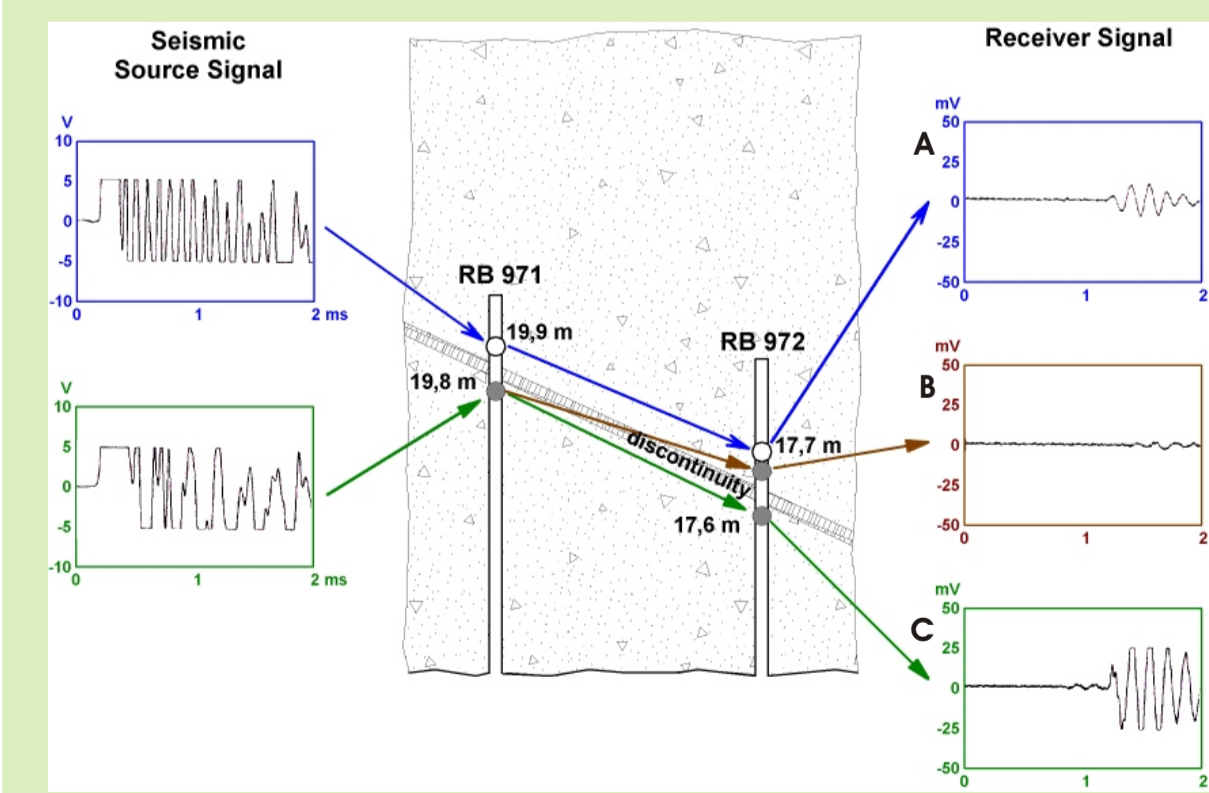 Seismic
Source Signal
Receiver Signal
V
10
5
0
-5
-10
0 1 2 ms
V
10
5
0
-5
-10
0 1 2 ms
RB 971
19,9 m
19,8 m
RB 972
17,7 m
discontinuity
17,6 m
A
mV
50
25
0
-25
-50
0 1 2
B
mV
50
25
0
-25
-50
0 1 2
C
mV
50
25
0
-25
-50
0 1 2